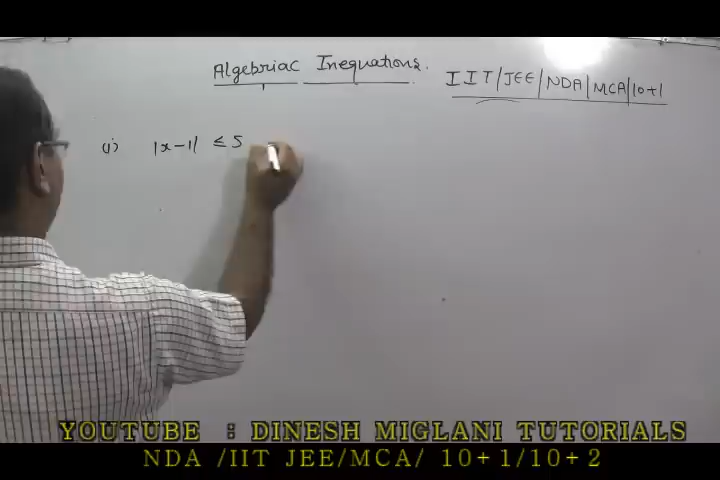 Algebriac Inequations.
IIT/JEE/NDA/MCA/10+1
(1) |x-1| ≤ 5
YOUTUBE : DINESH MIGLANI TUTORIALS
NDA /IIT JEE/MCA/ 10+1/10+2